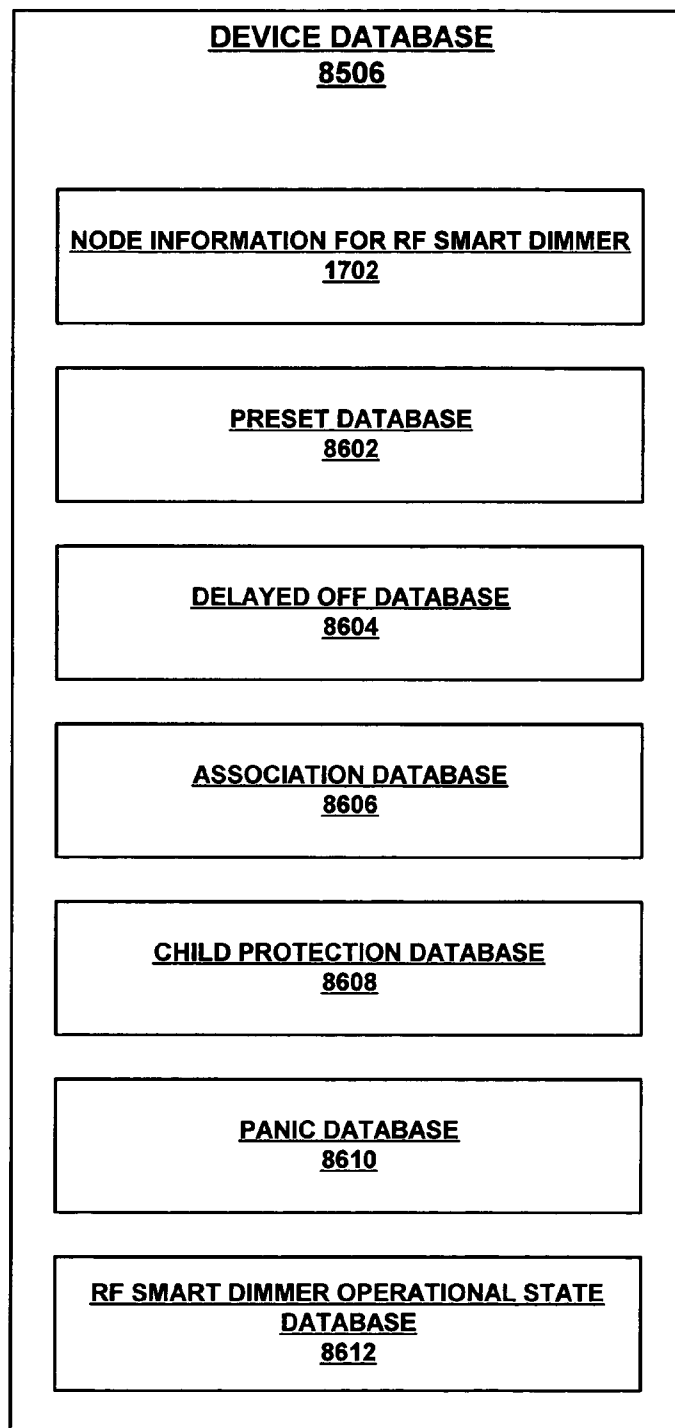 DEVICE DATABASE
8506
NODE INFORMATION FOR RF SMART DIMMER
1702
PRESET DATABASE
8602
DELAYED OFF DATABASE
8604
ASSOCIATION DATABASE
8606
CHILD PROTECTION DATABASE
8608
PANIC DATABASE
8610
RF SMART DIMMER OPERATIONAL STATE
DATABASE
8612